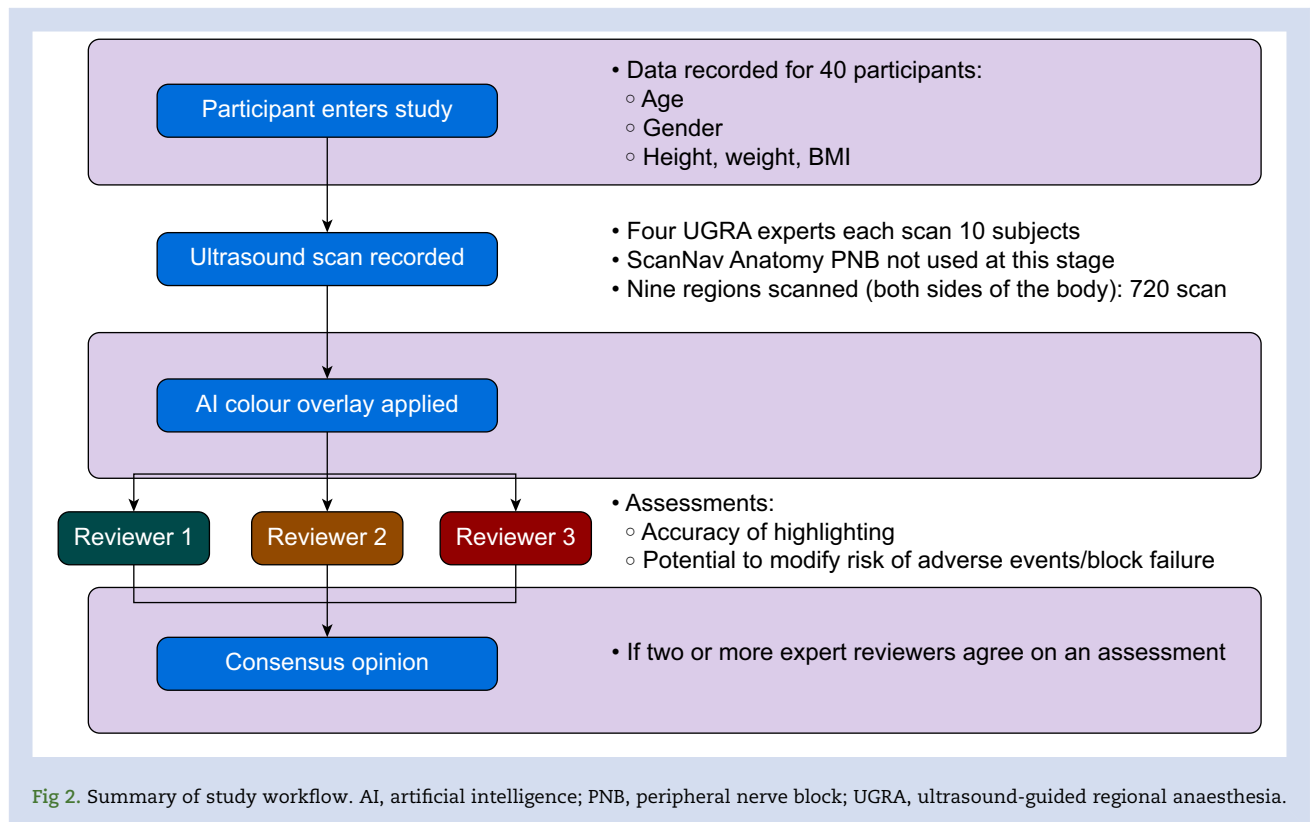 Participant enters study
• Data recorded for 40 participants:
○ Age
○ Gender
○ Height, weight, BMI
Ultrasound scan recorded
• Four UGRA experts each scan 10 subjects
• ScanNav Anatomy PNB not used at this stage
• Nine regions scanned (both sides of the body): 720 scan
AI colour overlay applied
Reviewer 1
Reviewer 2
Reviewer 3
• Assessments:
○ Accuracy of highlighting
○ Potential to modify risk of adverse events/block failure
Consensus opinion
• If two or more expert reviewers agree on an assessment
Fig 2. Summary of study workflow. AI, artificial intelligence; PNB, peripheral nerve block; UGRA, ultrasound-guided regional anaesthesia.